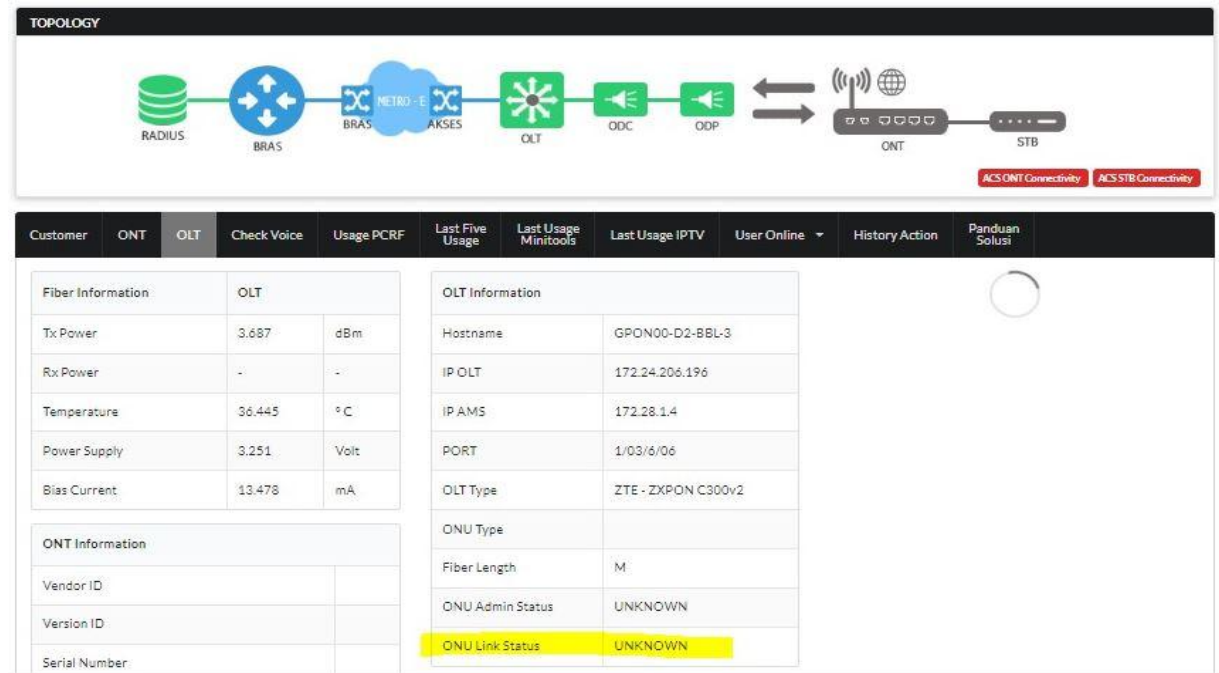 TOPOLOGY
RADIUS
BRAS
BRAS
METRO - E
AKSES
OLT
ODC
ODP
ONT
STB
ACS ONT Connectivity ACS STB Connectivity
Customer ONT OLT Check Voice Usage PCRF Last Five Usage Last Usage Minitools Last Usage IPTV User Online History Action Panduan Solusi
Fiber Information OLT
Tx Power 3.687 dBm
Rx Power - -
Temperature 36.445 ° C
Power Supply 3.251 Volt
Bias Current 13.478 mA
ONT Information
Vendor ID
Version ID
Serial Number
OLT Information
Hostname GPON00-D2-BBL-3
IP OLT 172.24.206.196
IP AMS 172.28.1.4
PORT 1/03/6/06
OLT Type ZTE - ZXPON C300v2
ONU Type
Fiber Length M
ONU Admin Status UNKNOWN
ONU Link Status UNKNOWN